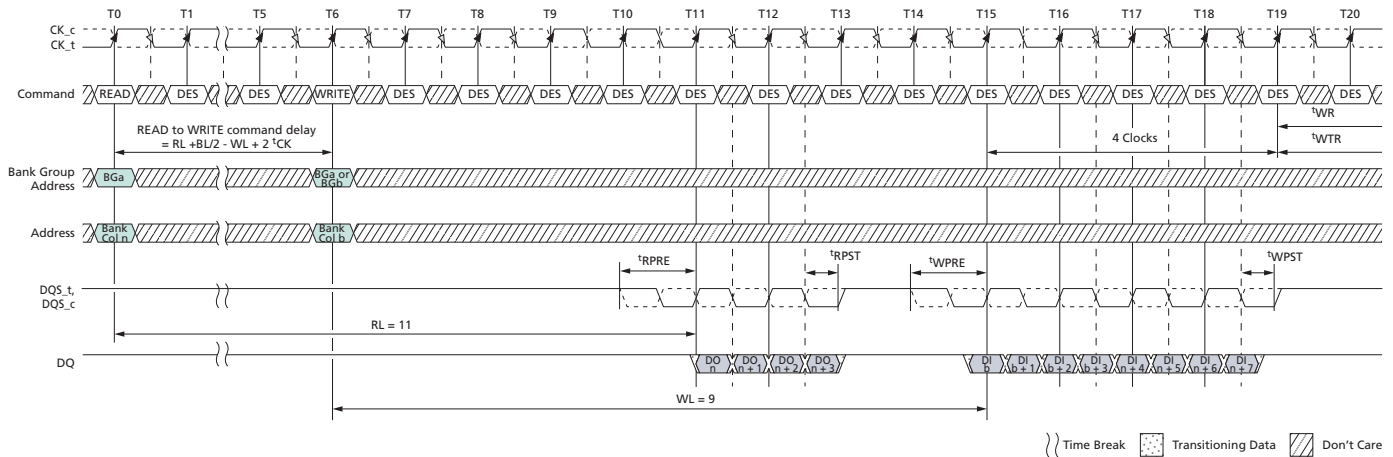 T0 T1 T5 T6 T7 T8 T9 T10 T11 T12 T13 T14 T15 T16 T17 T18 T19 T20
CK_c
CK_t
Command READ DES DES WRITE DES DES DES DES DES DES DES DES DES DES DES DES DES DES
tWR
READ to WRITE command delay
= RL +BL/2 - WL + 2 tCK
4 Clocks
tWTR
Bank Group
Address
BGa
BGa or
BGb
Address
Bank
Col n
Bank
Col b
tRPRE tRPST tWPRE tWPST
DQS_t,
DQS_c
RL = 11
DQ
DO
n
DO
n + 1
DO
n + 2
DO
n + 3
DI
b
DI
b + 1
DI
b + 2
DI
b + 3
DI
n + 4
DI
n + 5
DI
n + 6
DI
n + 7
WL = 9
Time Break Transitioning Data Don't Care